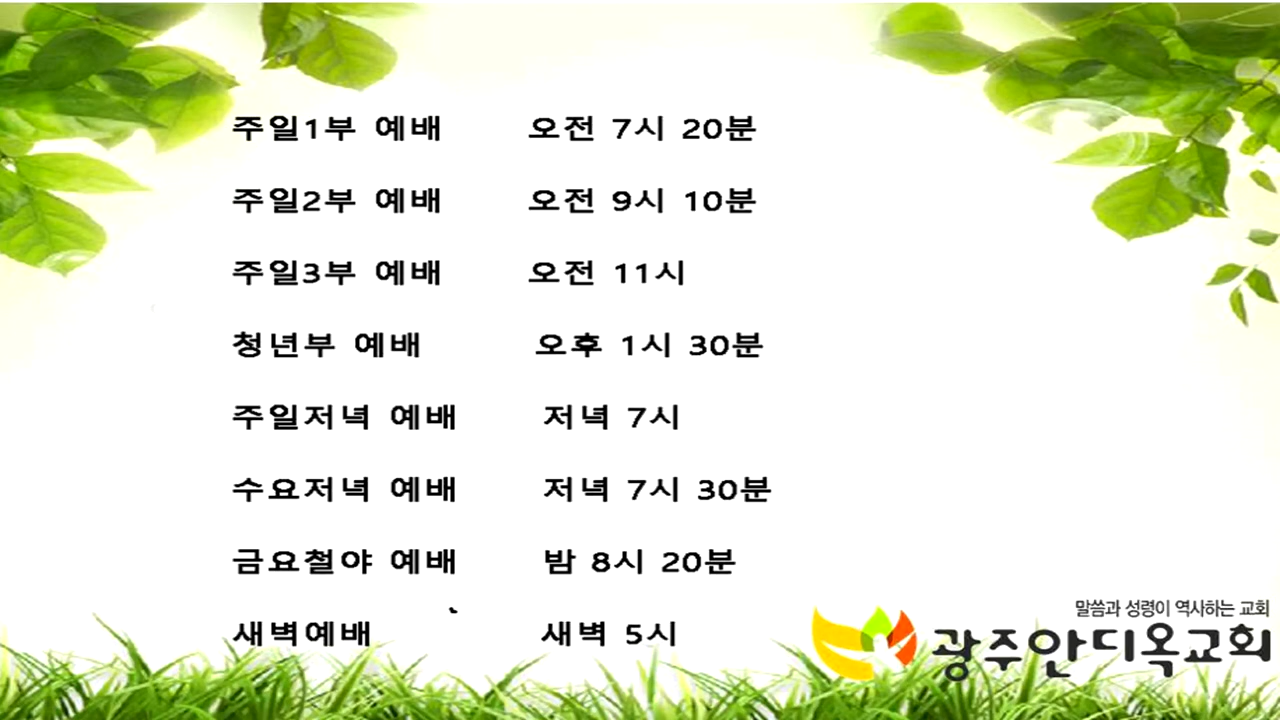 주일1부 예배 오전 7시 20분
주일2부 예배 오전 9시 10분
주일3부 예배 오전 11시
청년부 예배 오후 1시 30분
주일저녁 예배 저녁 7시
수요저녁 예배 저녁 7시 30분
금요철야 예배 밤 8시 20분
새벽예배 새벽 5시
말씀과 성령이 역사하는 교회
광주안디옥교회